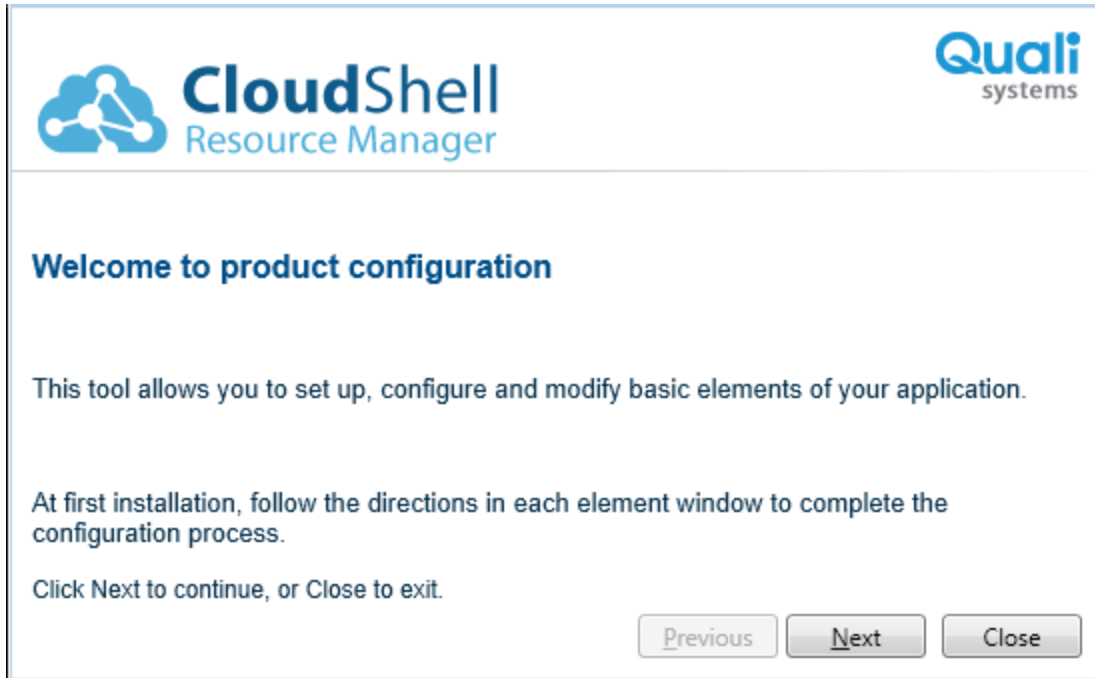 CloudShell
Resource Manager
Quali
systems
Welcome to product configuration
This tool allows you to set up, configure and modify basic elements of your application.
At first installation, follow the directions in each element window to complete the
configuration process.
Click Next to continue, or Close to exit.
Previous Next Close